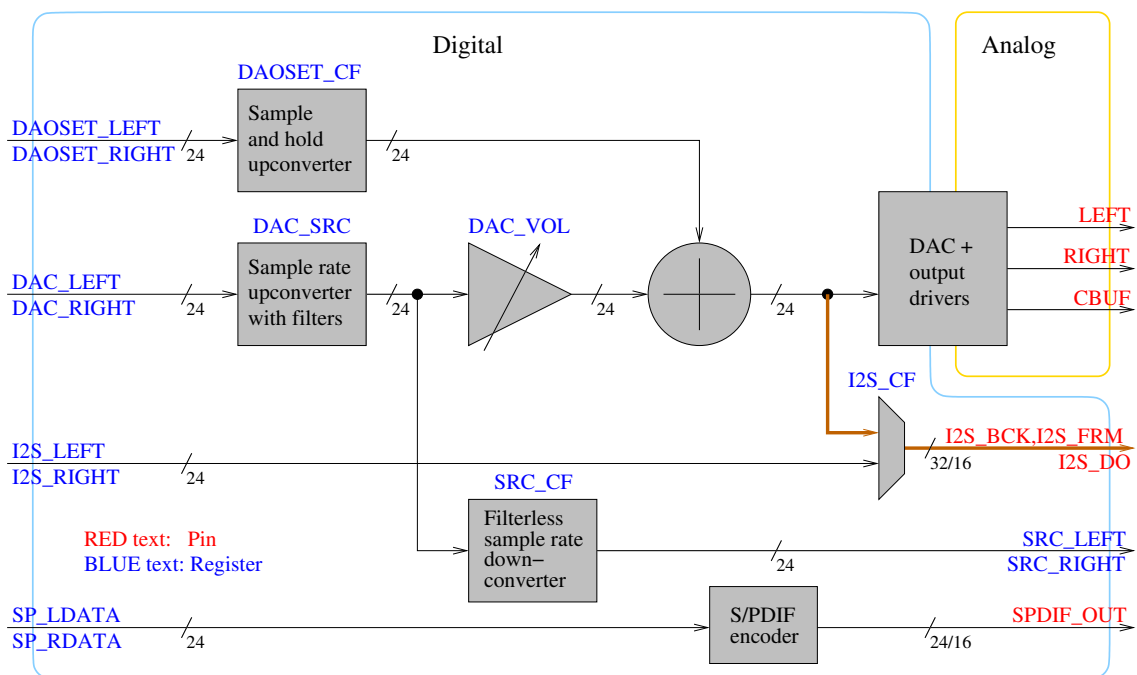 Digital
Analog
DAOSET_CF
DAOSET_LEFT
DAOSET_RIGHT
24
Sample
and hold
upconverter
24
DAC_SRC
DAC_VOL
DAC_LEFT
DAC_RIGHT
24
Sample rate
upconverter
with filters
24
24
24
DAC +
output
drivers
LEFT
RIGHT
CBUF
I2S_CF
I2S_LEFT
I2S_RIGHT
24
I2S_BCK,I2S_FRM
32/16
I2S_DO
SRC_CF
Filterless
sample rate
down−
converter
24
SRC_LEFT
SRC_RIGHT
RED text: Pin
BLUE text: Register
SP_LDATA
SP_RDATA
24
S/PDIF
encoder
24/16
SPDIF_OUT